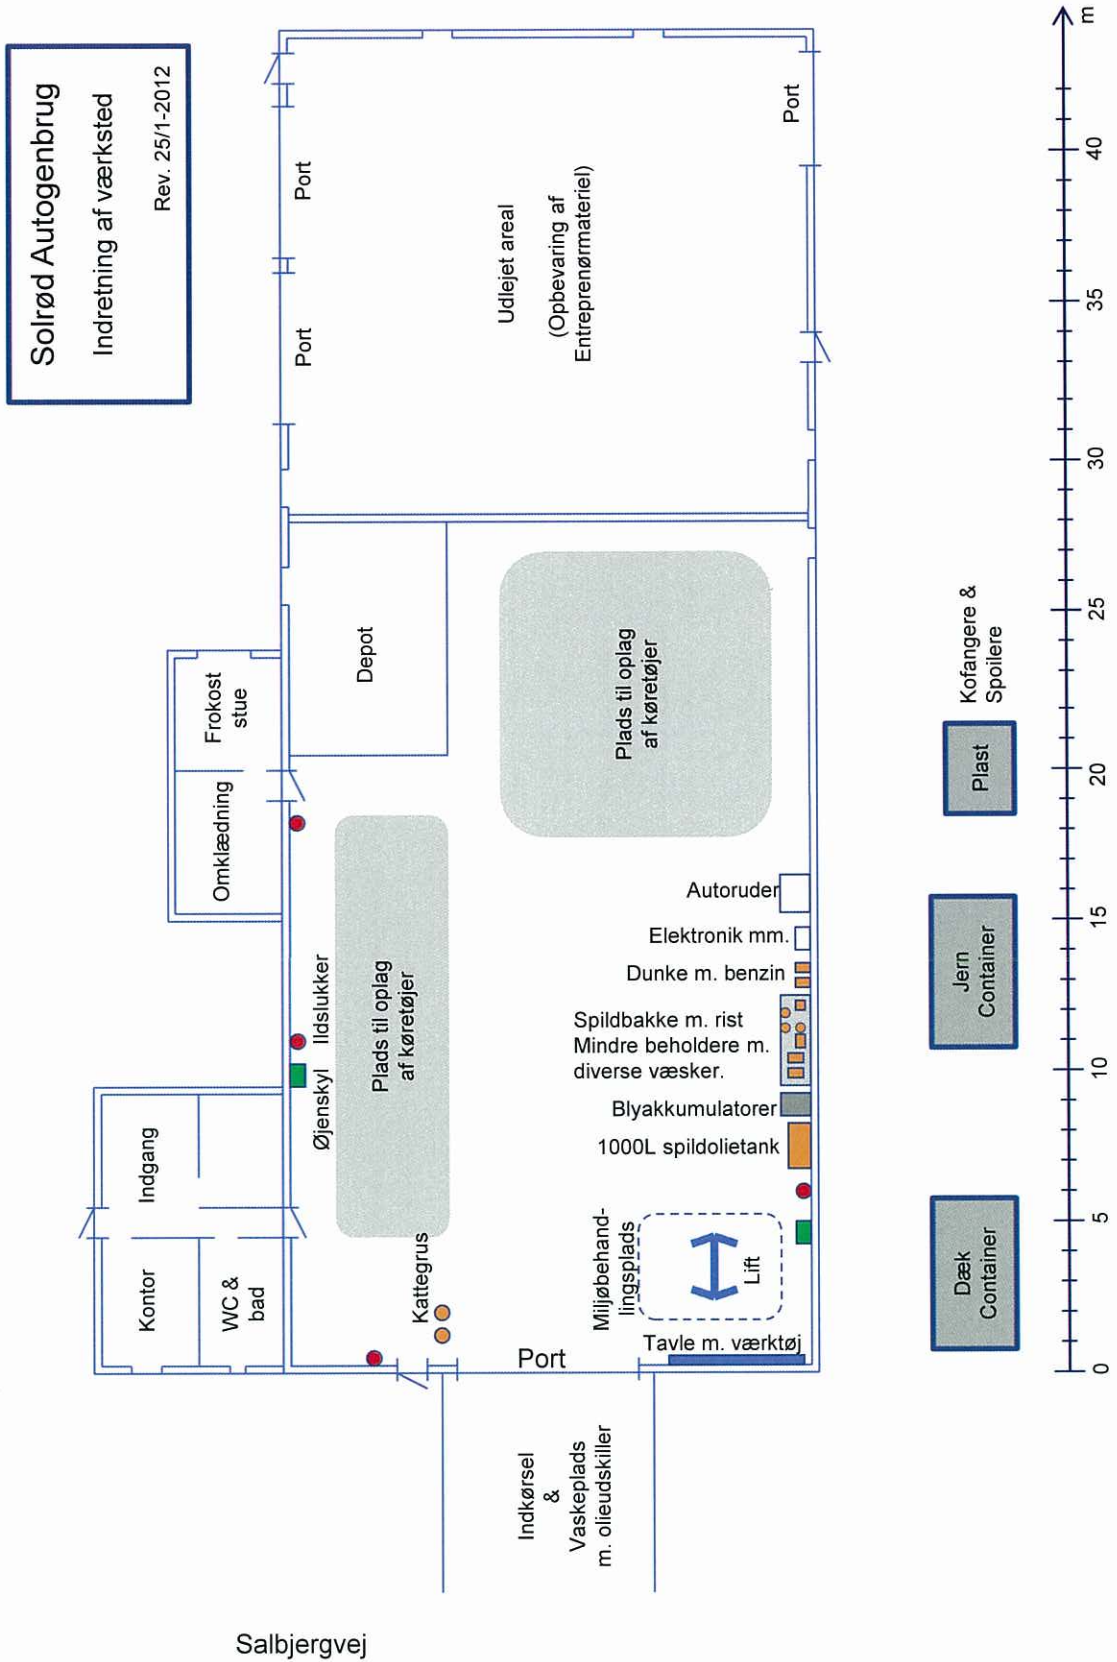 Solrød Autogenbrug
Indretning af værksted
Rev. 25/1-2012
Kontor
Indgang
WC &
bad
Omklædning
Frokost
stue
Øjenskyl
Ildslukker
Depot
Port
Port
Plads til oplag
af køretøjer
Kattegrus
Salbjergvej
Indkørsel
&
Vaskeplads
m. olieudskiller
Port
Plads til oplag
af køretøjer
Udlejet areal
(Opbevaring af
Entreprenørmateriel)
Miljøbehand-
lingsplads
Lift
Tavle m. værktøj
1000L spildolietank
Blyakkumulatorer
Spildbakke m. rist
Mindre beholdere m.
diverse væsker.
Dunke m. benzin
Elektronik mm.
Autoruder
Port
Dæk
Container
Jern
Container
Plast
Kofangere &
Spoilere
0
5
10
15
20
25
30
35
40
m